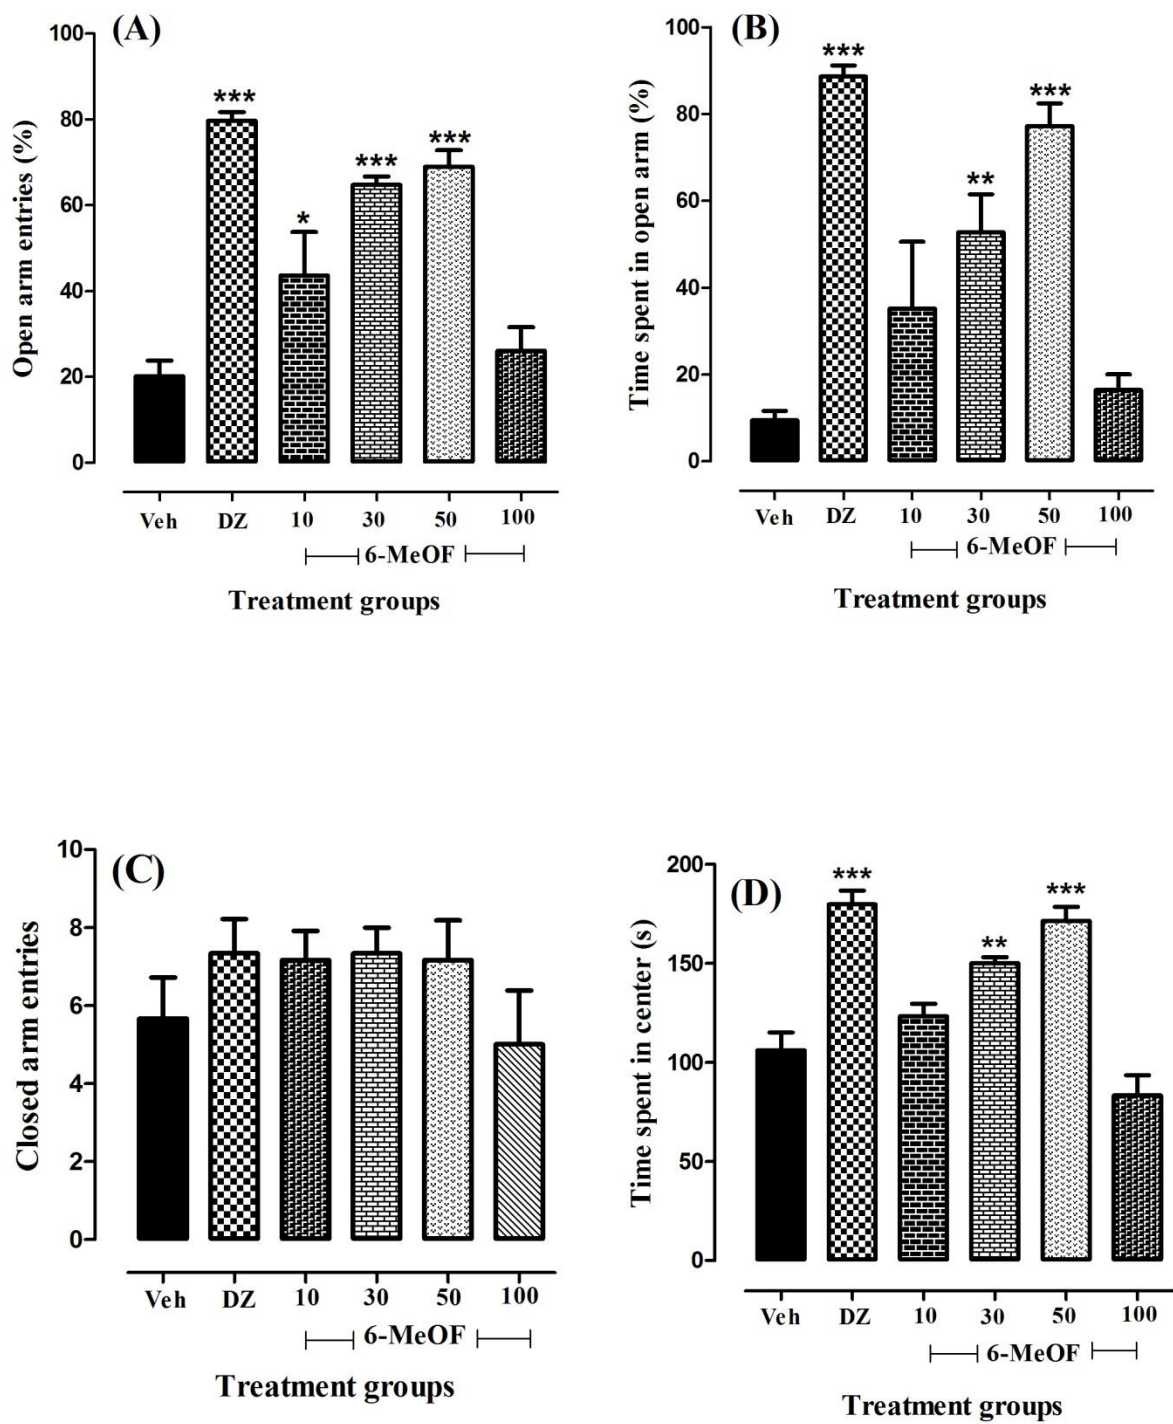 (A)
Open arm entries (%)
100
80
60
40
20
0
***
*
***
***
Veh DZ 10 30 50 100
6-MeOF
Treatment groups
(B)
Time spent in open arm (%)
100
80
60
40
20
0
***
**
***
Veh DZ 10 30 50 100
6-MeOF
Treatment groups
(C)
Closed arm entries
10
8
6
4
2
0
Veh DZ 10 30 50 100
6-MeOF
Treatment groups
(D)
Time spent in center (s)
200
150
100
50
0
***
**
***
Veh DZ 10 30 50 100
6-MeOF
Treatment groups